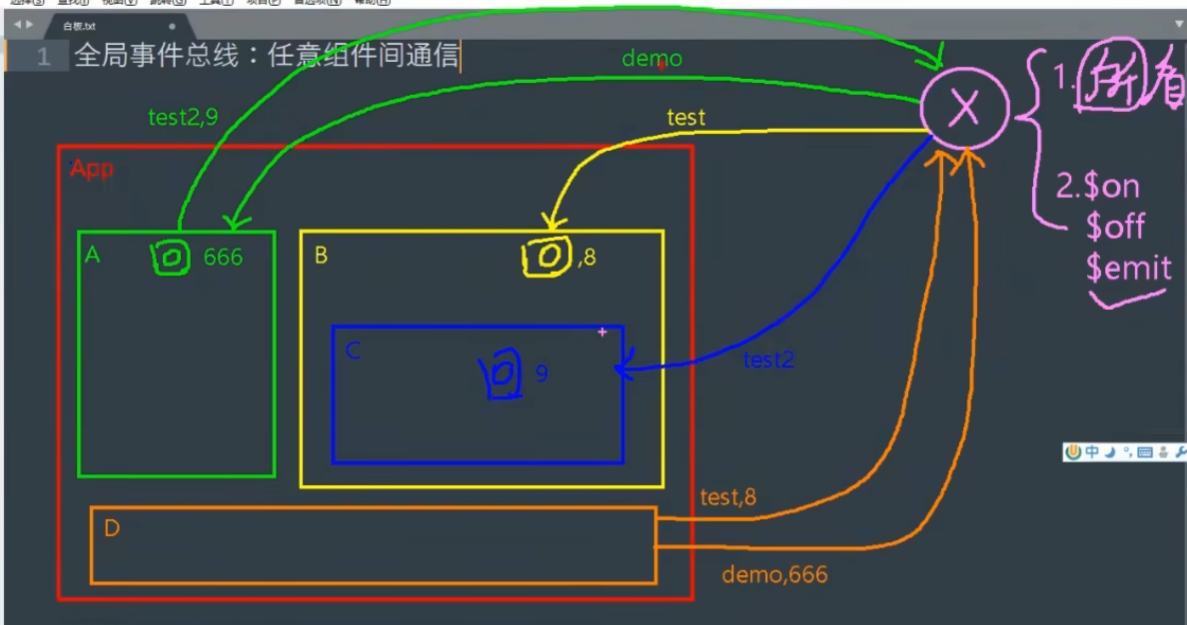 白板.txt
1 全局事件总线：任意组件间通信
demo
test2,9
test
X
1.所有
2.$on
$off
$emit
App
A
666
B
,8
C
9
test2
中
D
test,8
demo,666